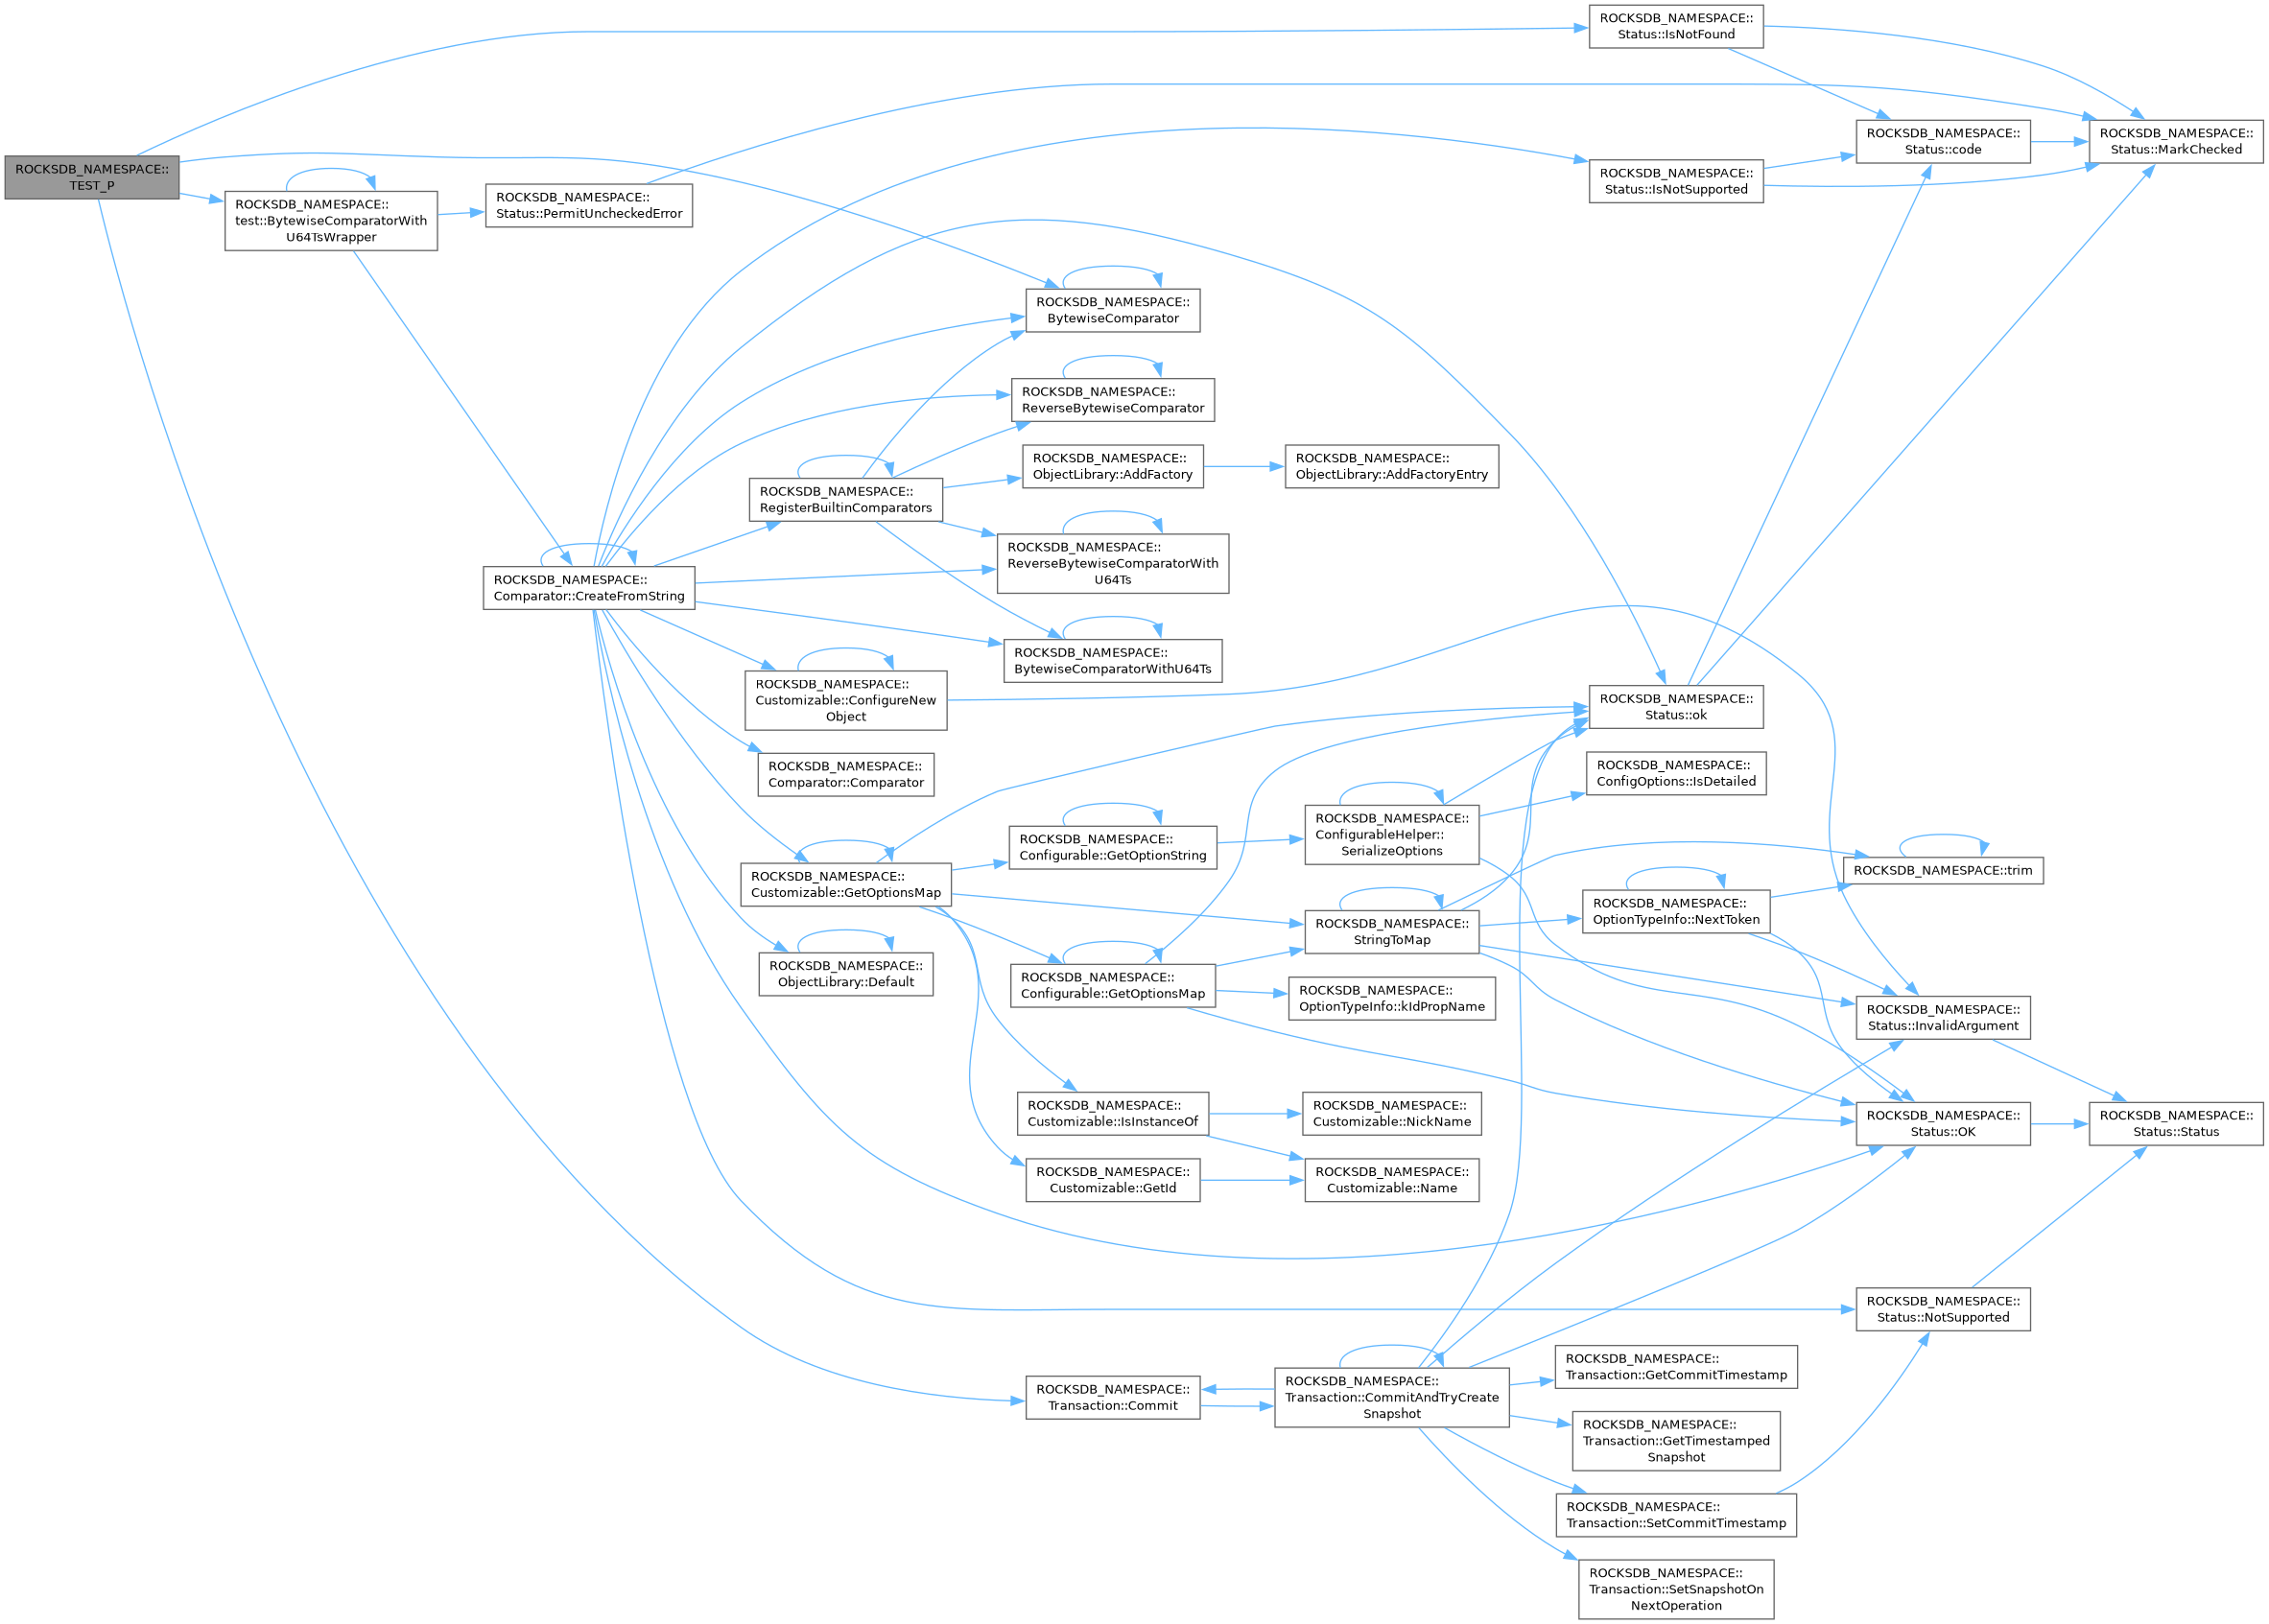 ROCKSDB_NAMESPACE::
TEST_P
ROCKSDB_NAMESPACE::
test::BytewiseComparatorWith
U64TsWrapper
ROCKSDB_NAMESPACE::
Status::PermitUncheckedError
ROCKSDB_NAMESPACE::
Comparator::CreateFromString
ROCKSDB_NAMESPACE::
RegisterBuiltinComparators
ROCKSDB_NAMESPACE::
Customizable::ConfigureNew
Object
ROCKSDB_NAMESPACE::
Comparator::Comparator
ROCKSDB_NAMESPACE::
Customizable::GetOptionsMap
ROCKSDB_NAMESPACE::
ObjectLibrary::Default
ROCKSDB_NAMESPACE::
BytewiseComparator
ROCKSDB_NAMESPACE::
ReverseBytewiseComparator
ROCKSDB_NAMESPACE::
ObjectLibrary::AddFactory
ROCKSDB_NAMESPACE::
ReverseBytewiseComparatorWith
U64Ts
ROCKSDB_NAMESPACE::
BytewiseComparatorWithU64Ts
ROCKSDB_NAMESPACE::
Configurable::GetOptionString
ROCKSDB_NAMESPACE::
Configurable::GetOptionsMap
ROCKSDB_NAMESPACE::
Customizable::IsInstanceOf
ROCKSDB_NAMESPACE::
Customizable::GetId
ROCKSDB_NAMESPACE::
Transaction::Commit
ROCKSDB_NAMESPACE::
ObjectLibrary::AddFactoryEntry
ROCKSDB_NAMESPACE::
ConfigurableHelper::
SerializeOptions
ROCKSDB_NAMESPACE::
StringToMap
ROCKSDB_NAMESPACE::
OptionTypeInfo::kIdPropName
ROCKSDB_NAMESPACE::
Customizable::NickName
ROCKSDB_NAMESPACE::
Customizable::Name
ROCKSDB_NAMESPACE::
Transaction::CommitAndTryCreate
Snapshot
ROCKSDB_NAMESPACE::
Status::IsNotFound
ROCKSDB_NAMESPACE::
Status::IsNotSupported
ROCKSDB_NAMESPACE::
Status::ok
ROCKSDB_NAMESPACE::
ConfigOptions::IsDetailed
ROCKSDB_NAMESPACE::
OptionTypeInfo::NextToken
ROCKSDB_NAMESPACE::
Transaction::GetCommitTimestamp
ROCKSDB_NAMESPACE::
Transaction::GetTimestamped
Snapshot
ROCKSDB_NAMESPACE::
Transaction::SetCommitTimestamp
ROCKSDB_NAMESPACE::
Transaction::SetSnapshotOn
NextOperation
ROCKSDB_NAMESPACE::
Status::code
ROCKSDB_NAMESPACE::trim
ROCKSDB_NAMESPACE::
Status::InvalidArgument
ROCKSDB_NAMESPACE::
Status::OK
ROCKSDB_NAMESPACE::
Status::NotSupported
ROCKSDB_NAMESPACE::
Status::MarkChecked
ROCKSDB_NAMESPACE::
Status::Status